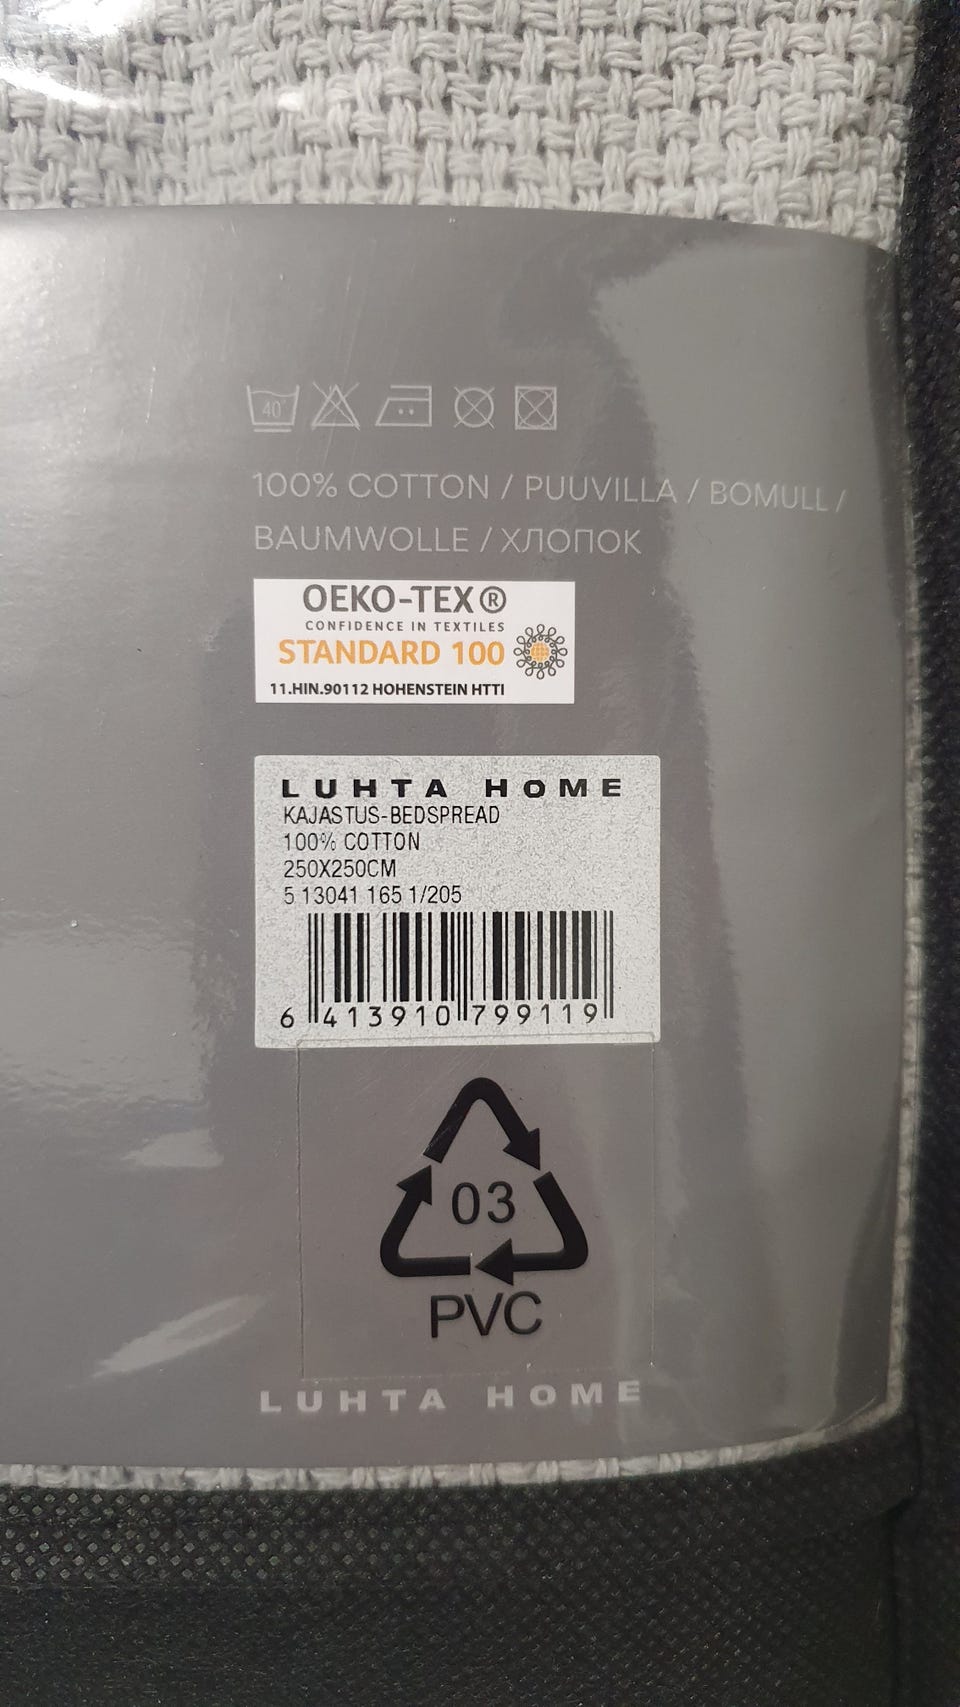 40°
100% COTTON / PUUVILLA / BOMULL /
BAUMWOLLE / ХЛОПОК
OEKO-TEX®
CONFIDENCE IN TEXTILES
STANDARD 100
11.HIN.90112 HOHENSTEIN HTTI
LUHTA HOME
KAJASTUS-BEDSPREAD
100% COTTON
250X250CM
5 13041 165 1/205
6 413910 799119
03
PVC
LUHTA HOME